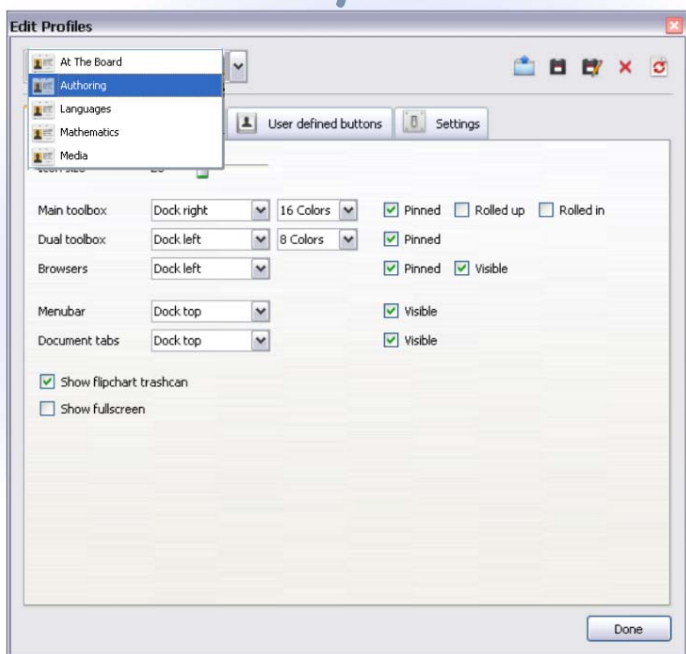 Edit Profiles
At The Board
Authoring
Languages
Mathematics
Media
User defined buttons
Settings
Main toolbox Dock right 16 Colors Pinned Rolled up Rolled in
Dual toolbox Dock left 8 Colors Pinned
Browsers Dock left Pinned Visible
Menubar Dock top Visible
Document tabs Dock top Visible
Show flipchart trashcan
Show fullscreen
Done